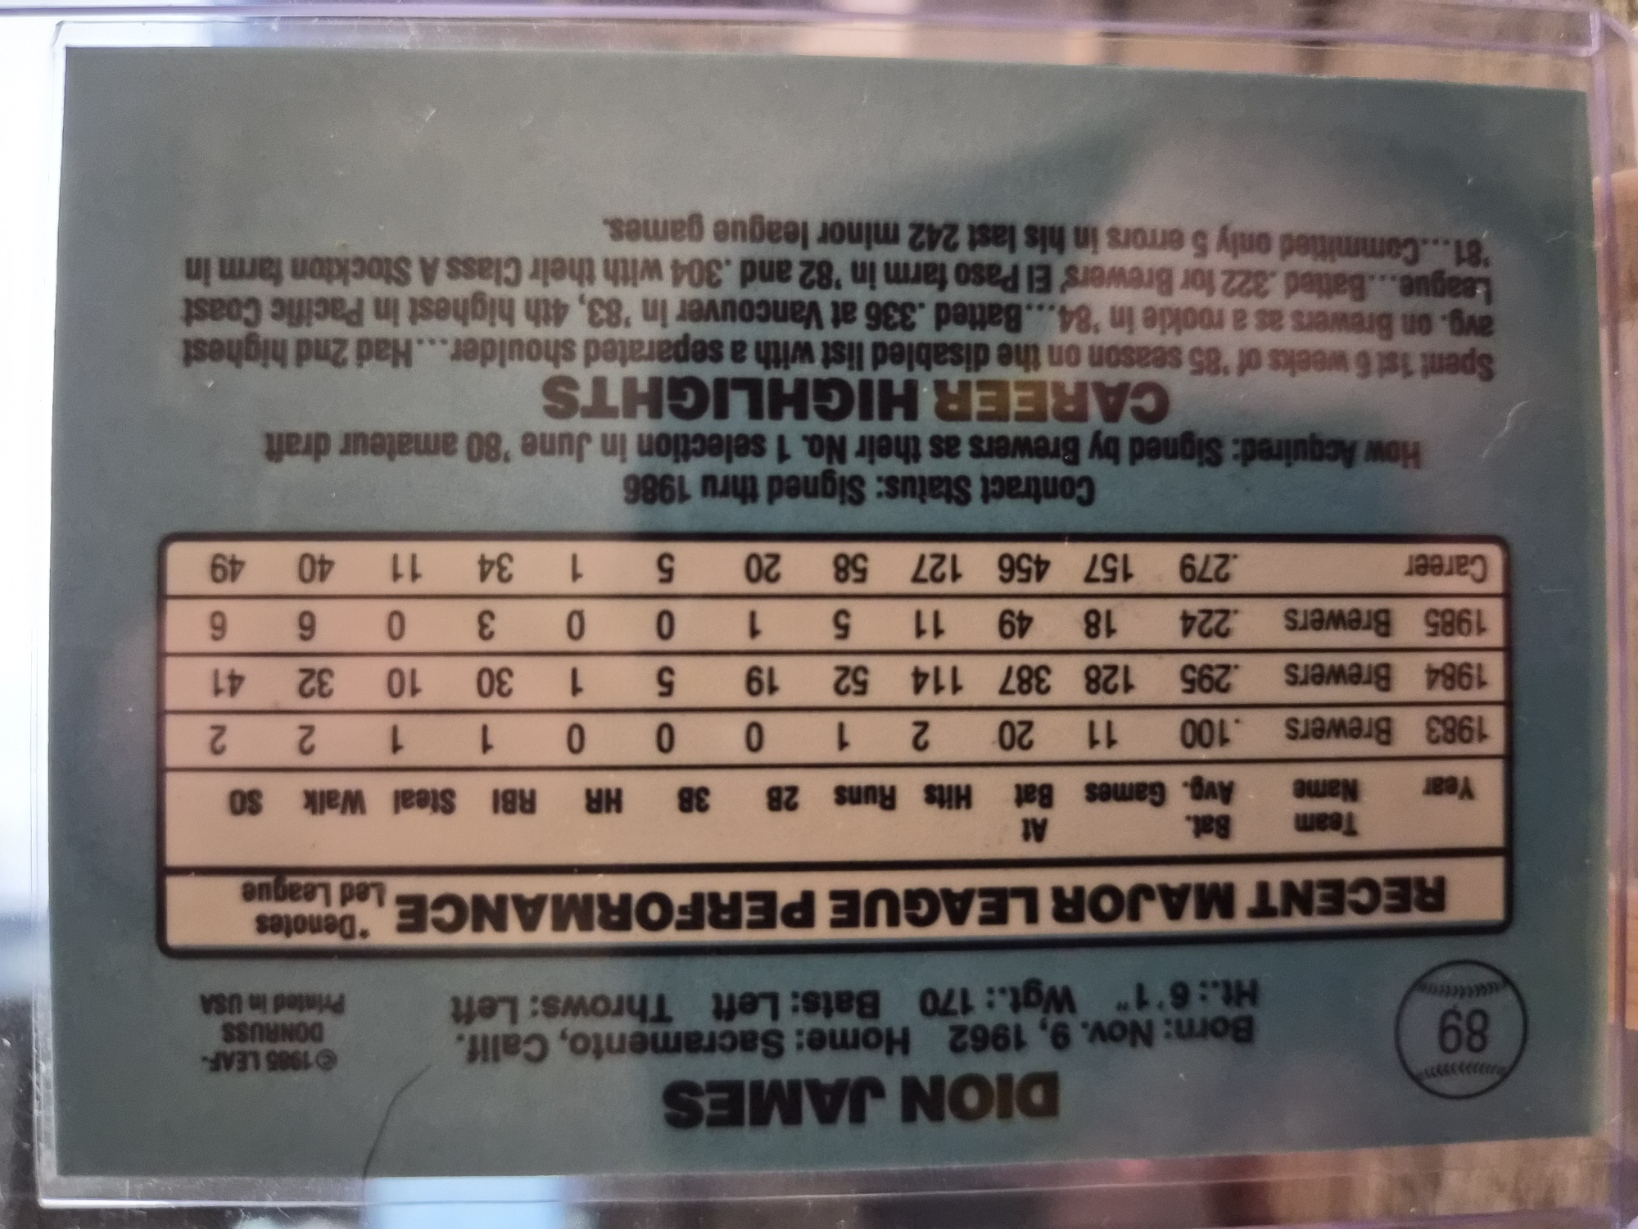 89
DION JAMES
Born: Nov. 9, 1962 Home: Sacramento, Calif.
Ht.: 6'1" Wgt.: 170 Bats: Left Throws: Left
© 1985 LEAF-
DONRUSS
Printed in USA
RECENT MAJOR LEAGUE PERFORMANCE
*Denotes
Led League
Year Team Name Bat. Avg. Games At Bat Hits Runs 2B 3B HR RBI Steal Walk SO
1983 Brewers .100 11 20 2 1 0 0 0 1 1 2 2
1984 Brewers .295 128 387 114 52 19 5 1 30 10 32 41
1985 Brewers .224 18 49 11 5 1 0 0 3 0 6 6
Career .279 157 456 127 58 20 5 1 34 11 40 49
Contract Status: Signed thru 1986
How Acquired: Signed by Brewers as their No. 1 selection in June '80 amateur draft
CAREER HIGHLIGHTS
Spent 1st 6 weeks of '85 season on the disabled list with a separated shoulder...Had 2nd highest
avg. on Brewers as a rookie in '84...Batted .336 at Vancouver in '83, 4th highest in Pacific Coast
League...Batted .322 for Brewers' El Paso farm in '82 and .304 with their Class A Stockton farm in
'81...Committed only 5 errors in his last 242 minor league games.